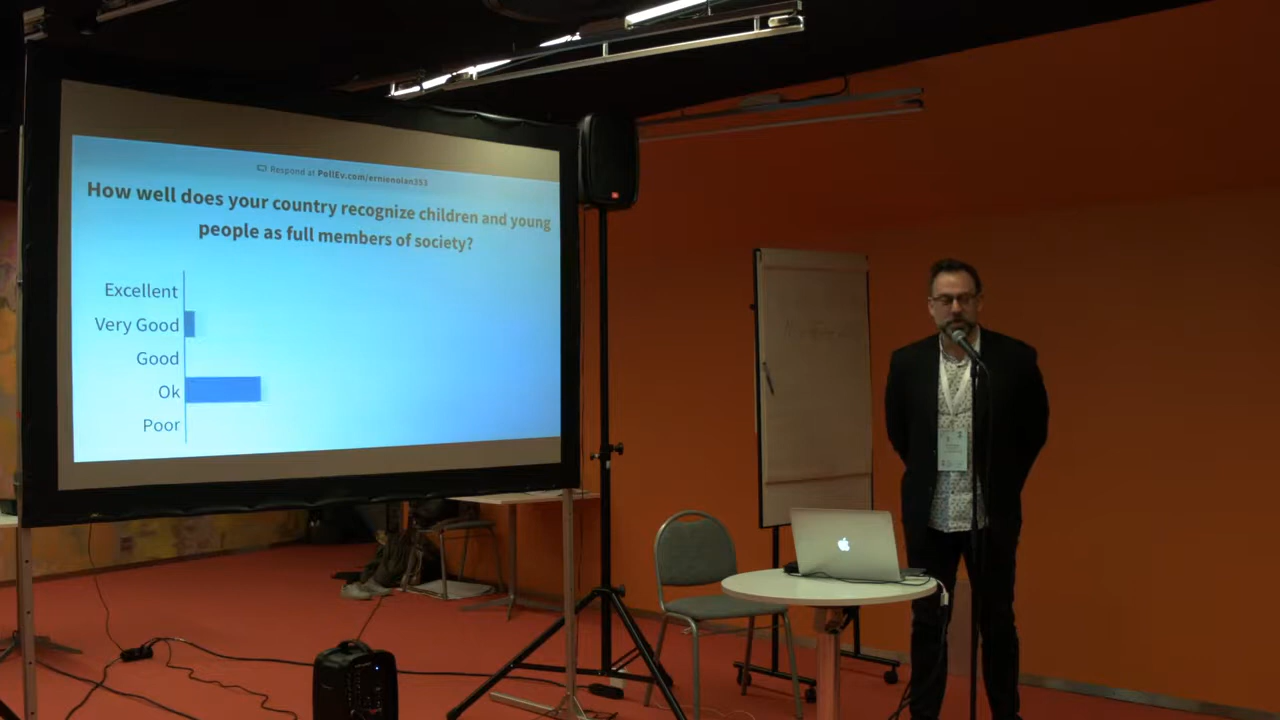 Respond at PollEv.com/ernienolan353
How well does your country recognize children and young
people as full members of society?
Excellent
Very Good
Good
Ok
Poor